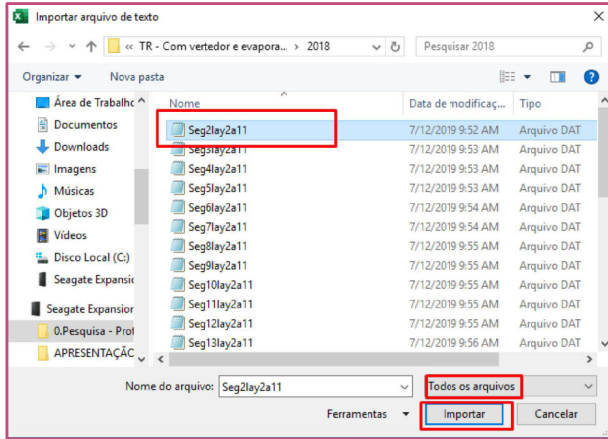 Importar arquivo de texto
« TR - Com vertedor e evapora... > 2018
Pesquisar 2018
Organizar
Nova pasta
Nome
Data de modificaç...
Tipo
Área de Trabalhc
Documentos
Downloads
Imagens
Músicas
Objetos 3D
Vídeos
Disco Local (C:)
Seagate Expansic
Seagate Expansior
0.Pesquisa - Prof
APRESENTAÇÃC
Seg2lay2a11 7/12/2019 9:52 AM Arquivo DAT
Seg3lay2a11 7/12/2019 9:53 AM Arquivo DAT
Seg4lay2a11 7/12/2019 9:53 AM Arquivo DAT
Seg5lay2a11 7/12/2019 9:53 AM Arquivo DAT
Seg6lay2a11 7/12/2019 9:54 AM Arquivo DAT
Seg7lay2a11 7/12/2019 9:54 AM Arquivo DAT
Seg8lay2a11 7/12/2019 9:55 AM Arquivo DAT
Seg9lay2a11 7/12/2019 9:55 AM Arquivo DAT
Seg10lay2a11 7/12/2019 9:55 AM Arquivo DAT
Seg11lay2a11 7/12/2019 9:55 AM Arquivo DAT
Seg12lay2a11 7/12/2019 9:55 AM Arquivo DAT
Seg13lay2a11 7/12/2019 9:56 AM Arquivo DAT
Nome do arquivo: Seg2lay2a11
Todos os arquivos
Ferramentas
Importar
Cancelar